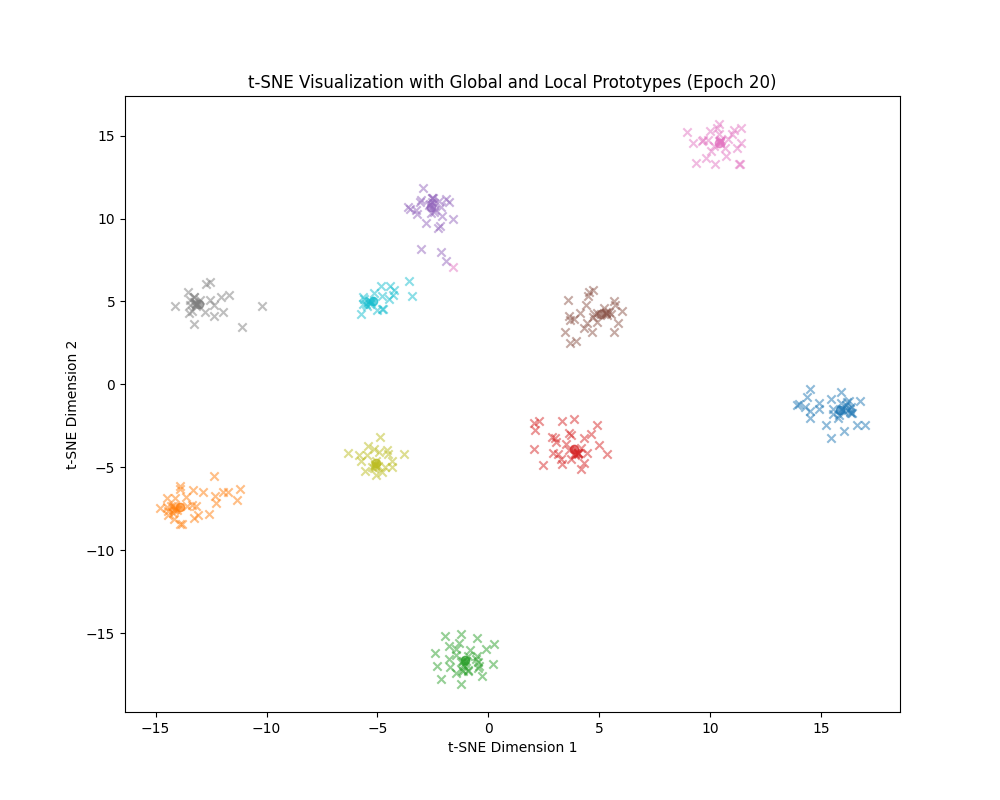 t-SNE Visualization with Global and Local Prototypes (Epoch 20)
15
10
5
0
−5
−10
−15
t-SNE Dimension 2
−15 −10 −5 0 5 10 15
t-SNE Dimension 1